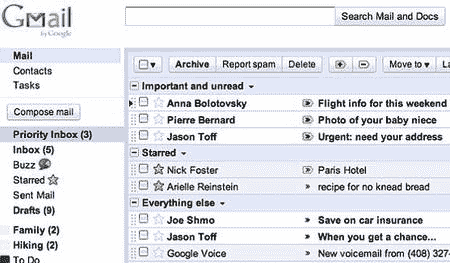 Gmail
by Google
Search Mail and Docs
Mail
Contacts
Tasks
Compose mail
Priority Inbox (3)
Inbox (5)
Buzz
Starred
Sent Mail
Drafts (9)
Family (2)
Hiking (2)
To Do
Archive Report spam Delete Move to
Important and unread
Anna Bolotovsky » Flight info for this weekend
Pierre Bernard » Photo of your baby niece
Jason Toff » Urgent: need your address
Starred
Nick Foster » Paris Hotel
Arielle Reinstein » recipe for no knead bread
Everything else
Joe Shmo » Save on car insurance
Jason Toff » When you get a chance...
Google Voice » New voicemail from (408) 327-